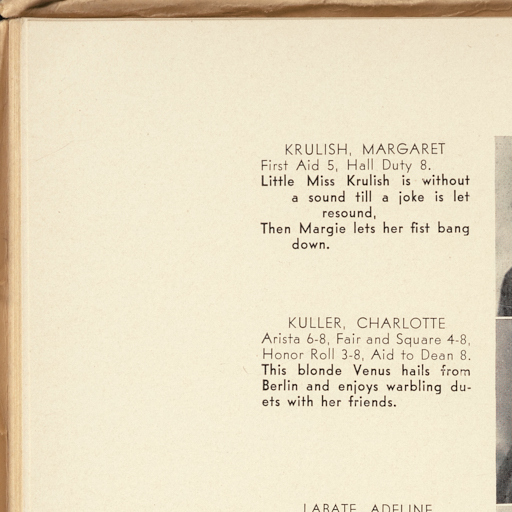 KRULISH, MARGARET
First Aid 5, Hall Duty 8.
Little Miss Krulish is without
a sound till a joke is let
resound,
Then Margie lets her fist bang
down.
KULLER, CHARLOTTE
Arista 6-8, Fair and Square 4-8,
Honor Roll 3-8, Aid to Dean 8.
This blonde Venus hails from
Berlin and enjoys warbling du-
ets with her friends.
LABATE, ADELINE